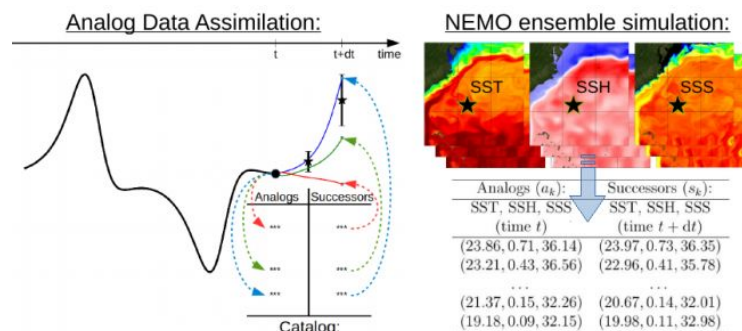 Analog Data Assimilation:
t
t+dt
time
Analogs
Successors
...
...
...
...
...
...
Catalog:
NEMO ensemble simulation:
SST
SSH
SSS
Analogs (aₖ):
Successors (sₖ):
SST, SSH, SSS
SST, SSH, SSS
(time t)
(time t + dt)
(23.86, 0.71, 36.14)
(23.97, 0.73, 36.35)
(23.21, 0.43, 36.56)
(22.96, 0.41, 35.78)
...
...
(21.37, 0.15, 32.26)
(20.67, 0.14, 32.01)
(19.18, 0.09, 32.15)
(19.98, 0.11, 32.98)